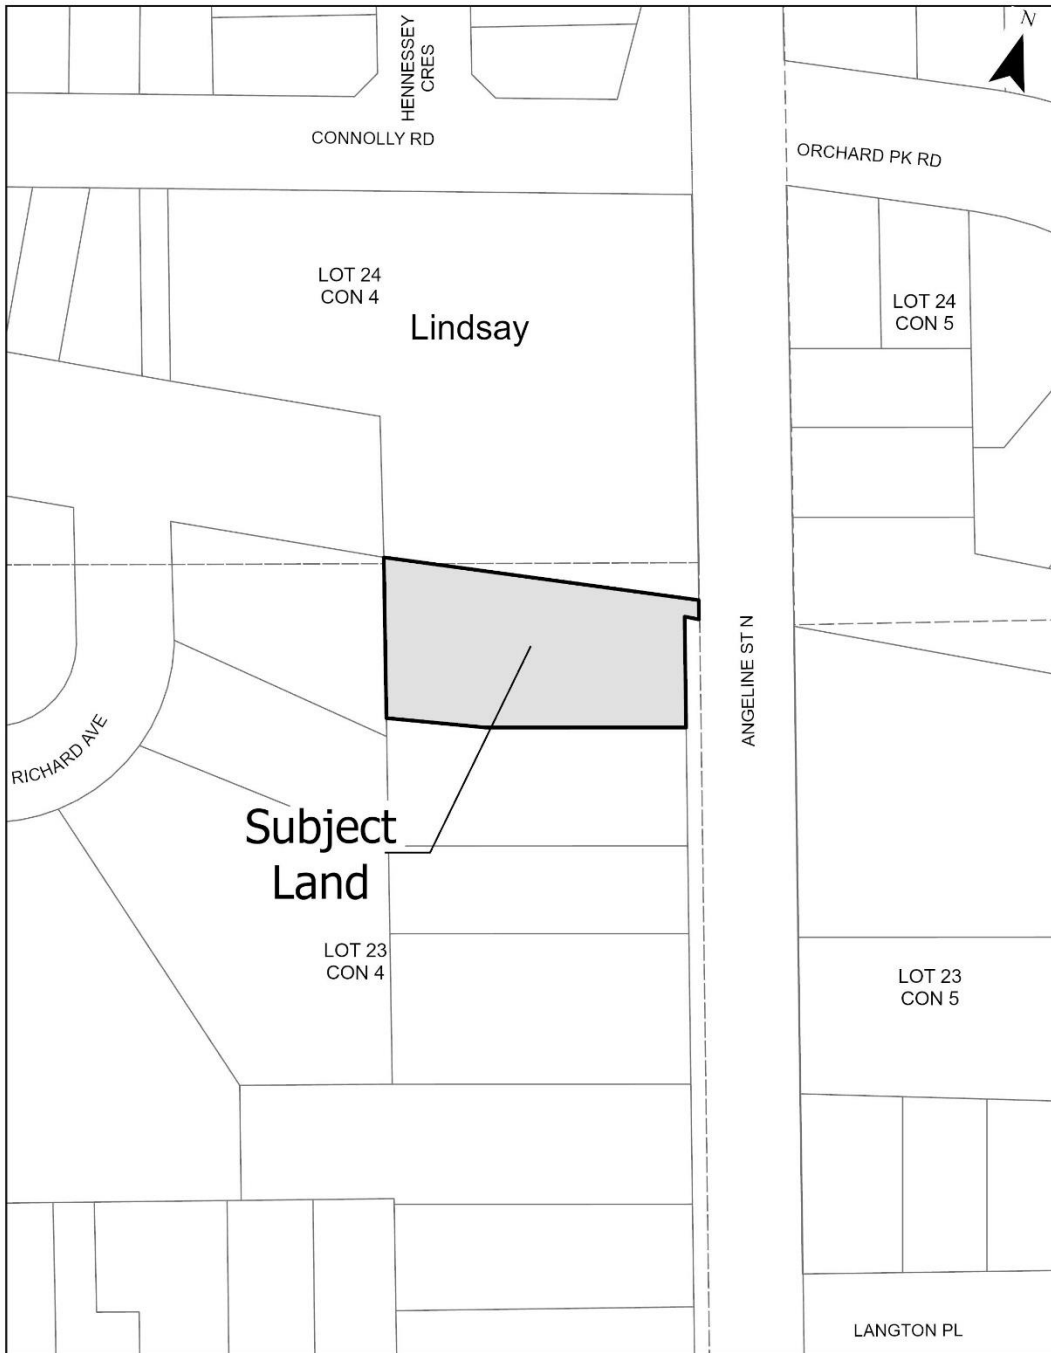 N
HENNESSEY
CRES
CONNOLLY RD
ORCHARD PK RD
LOT 24
CON 4
Lindsay
LOT 24
CON 5
ANGELINE ST N
RICHARD AVE
Subject
Land
LOT 23
CON 4
LOT 23
CON 5
LANGTON PL